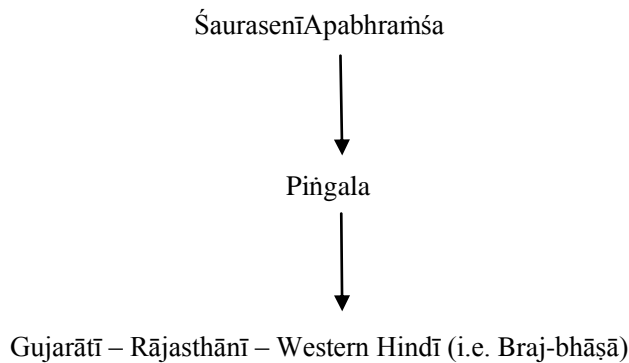 ŚaurasenīApabhraṁśa
Piṅgala
Gujarātī – Rājasthānī – Western Hindī (i.e. Braj-bhāṣā)